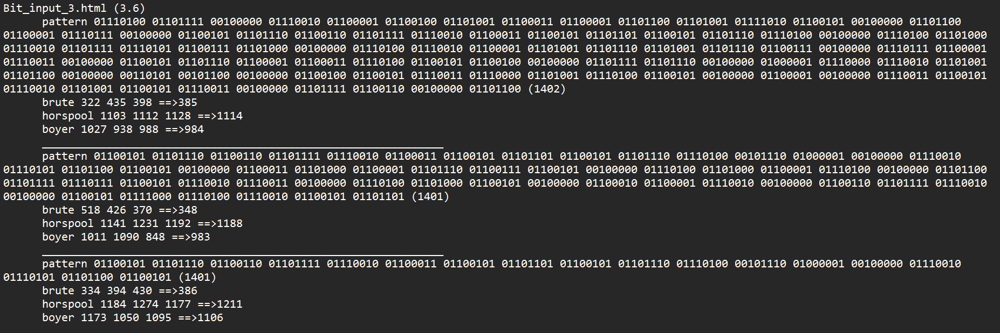 Bit_input_3.html (3.6)
pattern 01110100 01101111 00100000 01110010 01100001 01100100 01101001 01100011 01100001 01101100 01101001 01111010 01100101 00100000 01101100
01100001 01110111 00100000 01100101 01101110 01100110 01101111 01110010 01100011 01100101 01101101 01100101 01101110 01110100 00100000 01110100 01101000
01110010 01101111 01110101 01100111 01101000 00100000 01110100 01110010 01100001 01101001 01101110 01101001 01101110 01100111 00100000 01110111 01100001
01110011 00100000 01100101 01101110 01100001 01100011 01110100 01100101 01100100 00100000 01101111 01101110 00100000 01000001 01110000 01110010 01101001
01101100 00100000 00110101 00101100 00100000 01100100 01100101 01110011 01110000 01101001 01110100 01100101 00100000 01100001 00100000 01110011 01100101
01110010 01101001 01100101 01110011 00100000 01101111 01100110 00100000 01101100 (1402)
brute 322 435 398 ==>385
horspool 1103 1112 1128 ==>1114
boyer 1027 938 988 ==>984
______________________________________________________________
pattern 01100101 01101110 01100110 01101111 01110010 01100011 01100101 01101101 01100101 01101110 01110100 00101110 01000001 00100000 01110010
01110101 01101100 01100101 00100000 01100011 01101000 01100001 01101110 01100111 01100101 00100000 01110100 01101000 01100001 01110100 00100000 01101100
01101111 01110111 01100101 01110010 01110011 00100000 01110100 01101000 01100101 00100000 01100010 01100001 01110010 00100000 01100110 01101111 01110010
00100000 01100101 01111000 01110100 01110010 01100101 01101101 (1401)
brute 518 426 370 ==>348
horspool 1141 1231 1192 ==>1188
boyer 1011 1090 848 ==>983
______________________________________________________________
pattern 01100101 01101110 01100110 01101111 01110010 01100011 01100101 01101101 01100101 01101110 01110100 00101110 01000001 00100000 01110010
01110101 01101100 01100101 (1401)
brute 334 394 430 ==>386
horspool 1184 1274 1177 ==>1211
boyer 1173 1050 1095 ==>1106